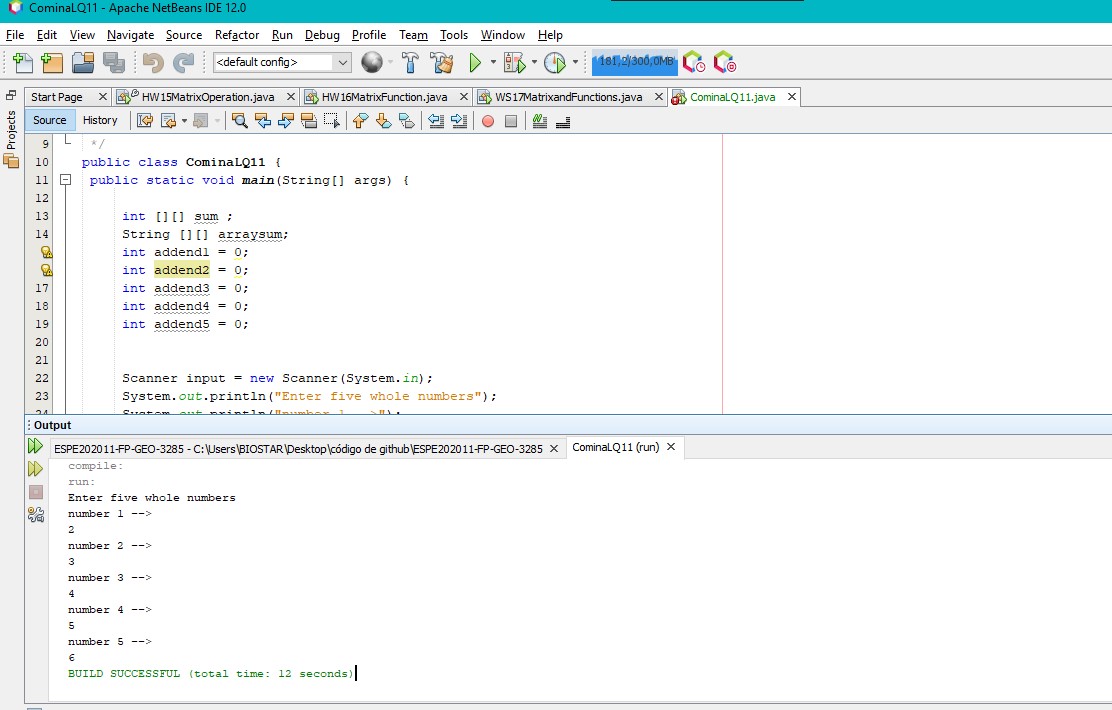 CominaLQ11 - Apache NetBeans IDE 12.0
File Edit View Navigate Source Refactor Run Debug Profile Team Tools Window Help
<default config> 181,2/300,0MB
Projects
Start Page HW15MatrixOperation.java HW16MatrixFunction.java WS17MatrixandFunctions.java CominaLQ11.java
Source History
9 */
10 public class CominaLQ11 {
11 public static void main(String[] args) {
12
13 int [][] sum ;
14 String [][] arraysum;
int addend1 = 0;
int addend2 = 0;
17 int addend3 = 0;
18 int addend4 = 0;
19 int addend5 = 0;
20
21
22 Scanner input = new Scanner(System.in);
23 System.out.println("Enter five whole numbers");
24 System.out.println("number 1 -->");
Output
ESPE202011-FP-GEO-3285 - C:\Users\BIOSTAR\Desktop\código de github\ESPE202011-FP-GEO-3285 CominaLQ11 (run)
compile:
run:
Enter five whole numbers
number 1 -->
2
number 2 -->
3
number 3 -->
4
number 4 -->
5
number 5 -->
6
BUILD SUCCESSFUL (total time: 12 seconds)